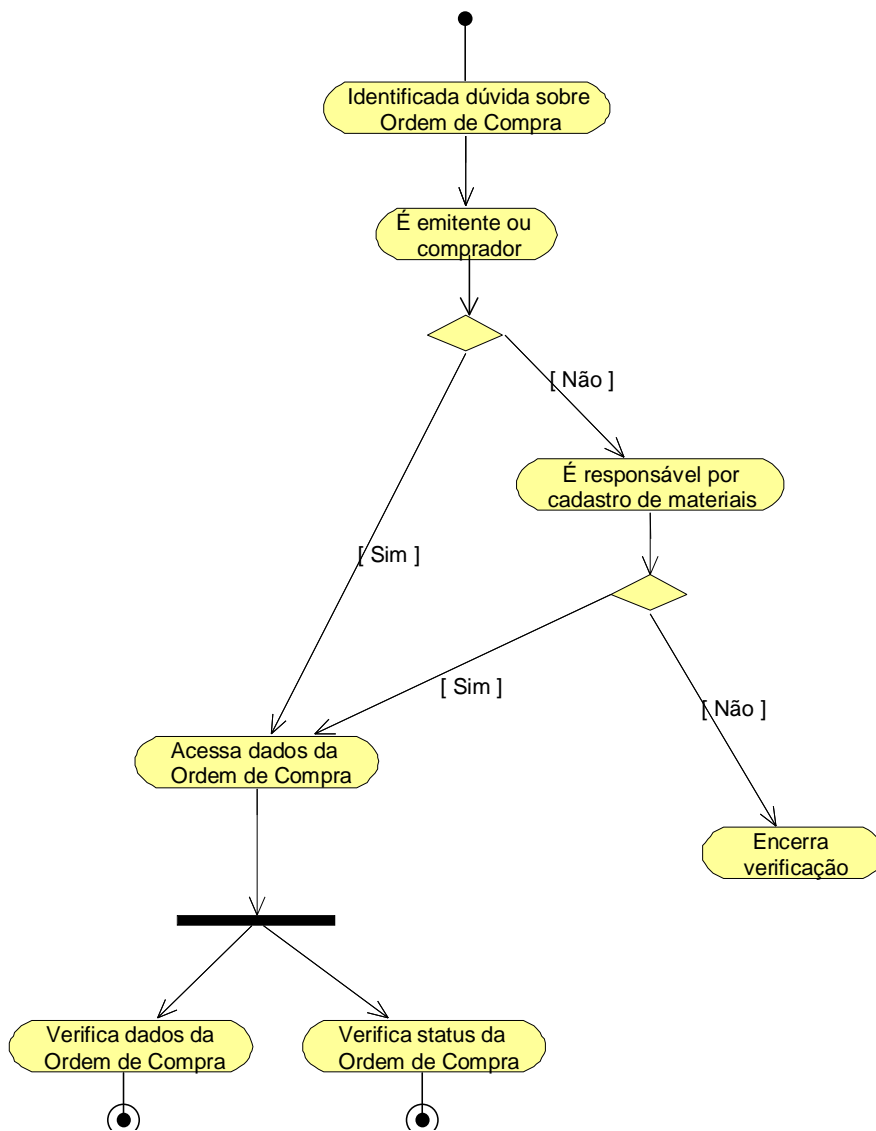 Identificada dúvida sobre
Ordem de Compra
É emitente ou
comprador
[ Não ]
É responsável por
cadastro de materiais
[ Sim ]
[ Sim ]
[ Não ]
Acessa dados da
Ordem de Compra
Encerra
verificação
Verifica dados da
Ordem de Compra
Verifica status da
Ordem de Compra